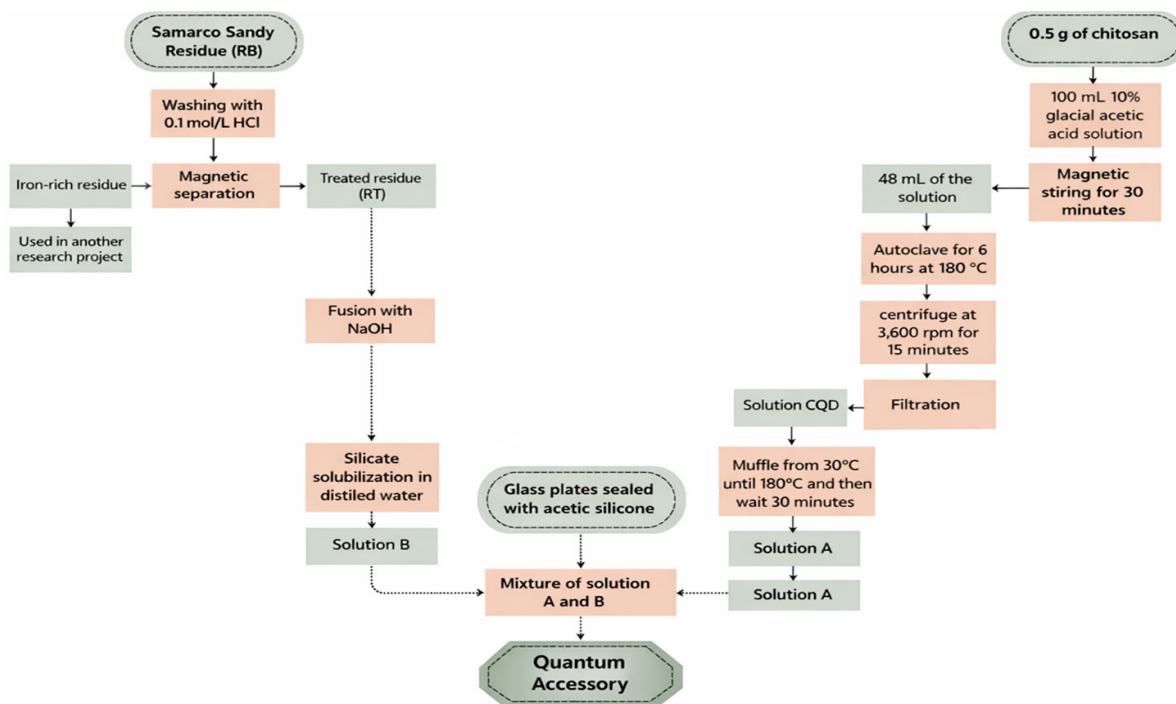 Samarco Sandy
Residue (RB)
Washing with
0.1 mol/L HCl
Iron-rich residue
Magnetic
separation
Treated residue
(RT)
Used in another
research project
Fusion with
NaOH
Silicate
solubilization in
distiled water
Solution B
Glass plates sealed
with acetic silicone
Mixture of solution
A and B
Quantum
Accessory
0.5 g of chitosan
100 mL 10%
glacial acetic
acid solution
Magnetic
stiring for 30
minutes
48 mL of the
solution
Autoclave for 6
hours at 180 °C
centrifuge at
3,600 rpm for
15 minutes
Filtration
Solution CQD
Muffle from 30°C
until 180°C and then
wait 30 minutes
Solution A
Solution A